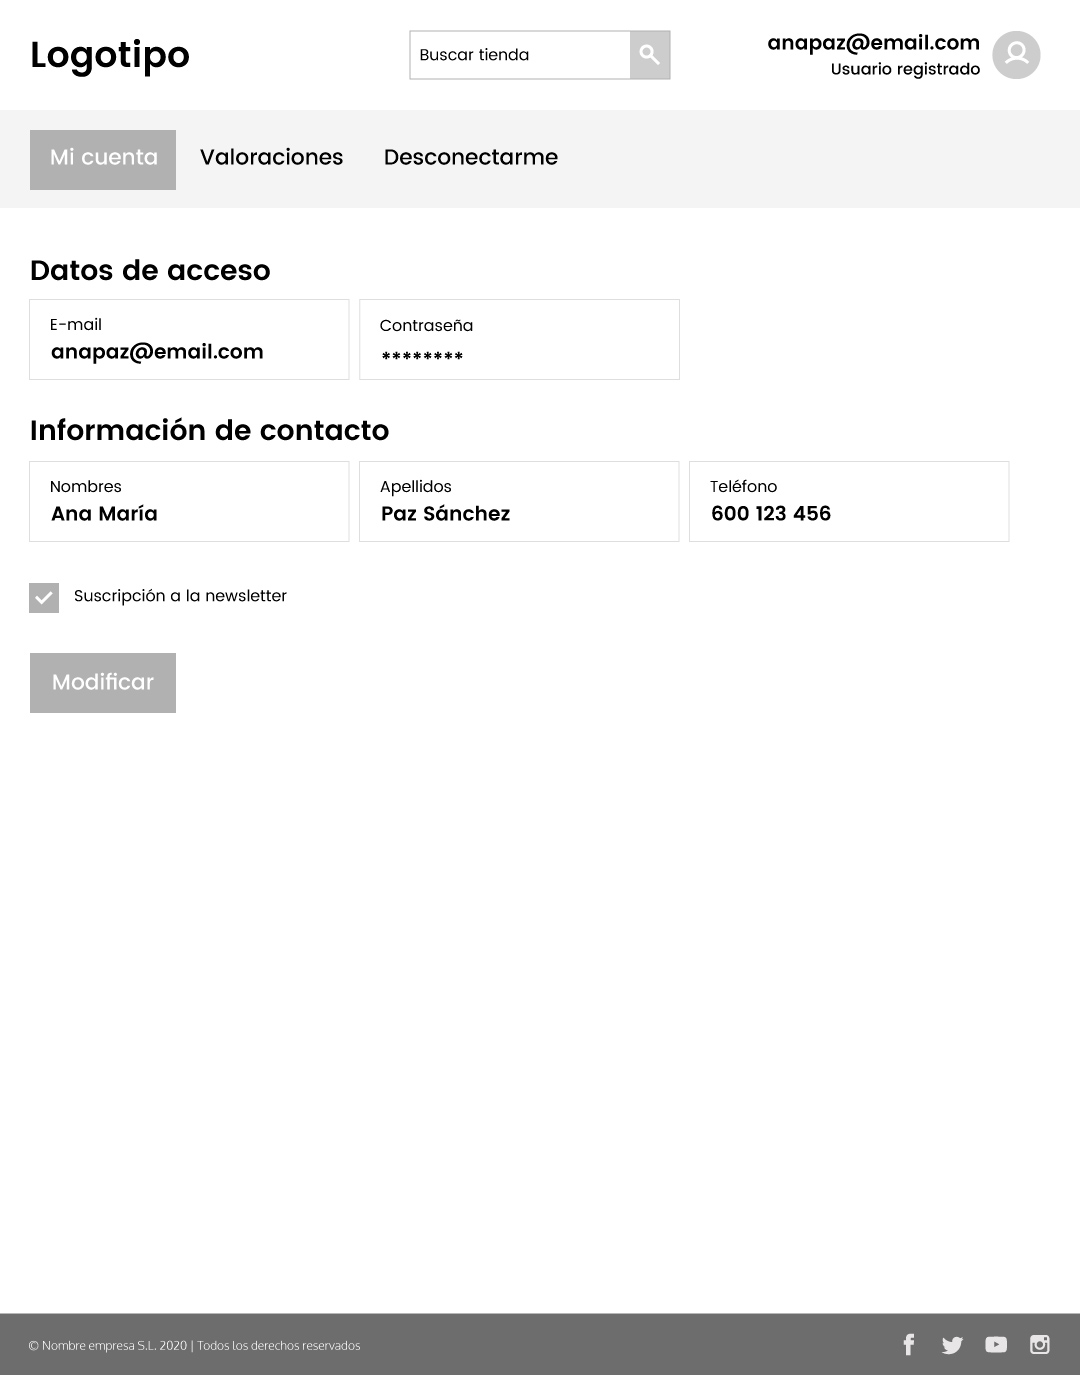 Logotipo
Buscar tienda
anapaz@email.com
Usuario registrado
Mi cuenta
Valoraciones
Desconectarme
Datos de acceso
E-mail
anapaz@email.com
Contraseña
********
Información de contacto
Nombres
Ana María
Apellidos
Paz Sánchez
Teléfono
600 123 456
Suscripción a la newsletter
Modificar
© Nombre empresa S.L. 2020 | Todos los derechos reservados